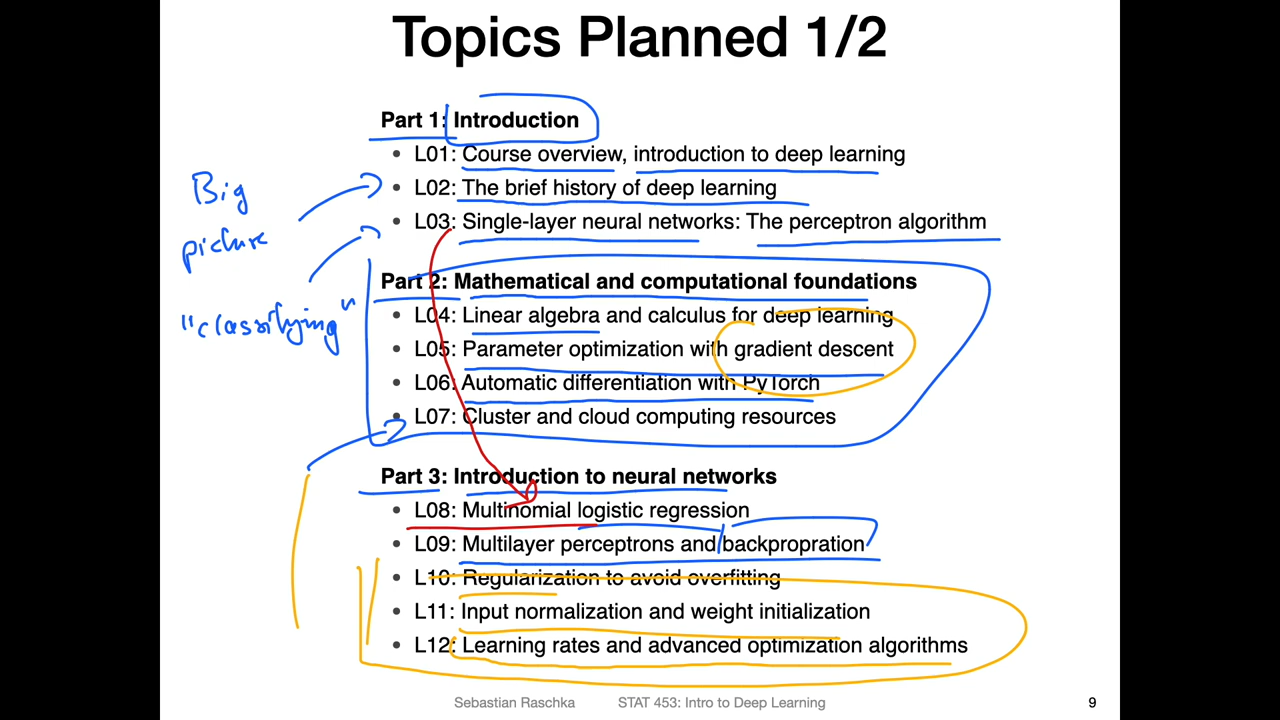 Topics Planned 1/2
Part 1: Introduction
• L01: Course overview, introduction to deep learning
• L02: The brief history of deep learning
• L03: Single-layer neural networks: The perceptron algorithm
Big
picture
"classifying"
Part 2: Mathematical and computational foundations
• L04: Linear algebra and calculus for deep learning
• L05: Parameter optimization with gradient descent
• L06: Automatic differentiation with PyTorch
• L07: Cluster and cloud computing resources
Part 3: Introduction to neural networks
• L08: Multinomial logistic regression
• L09: Multilayer perceptrons and backpropration
• L10: Regularization to avoid overfitting
• L11: Input normalization and weight initialization
• L12: Learning rates and advanced optimization algorithms
Sebastian Raschka STAT 453: Intro to Deep Learning 9